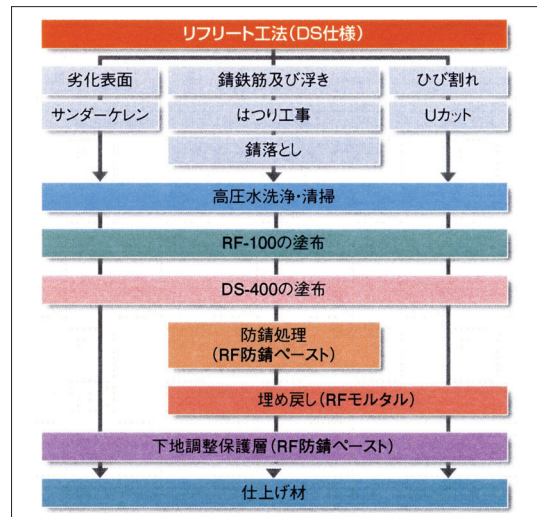 リフリート工法(DS仕様)
劣化表面
錆鉄筋及び浮き
ひび割れ
サンダーケレン
はつり工事
Uカット
錆落とし
高圧水洗浄・清掃
RF-100の塗布
DS-400の塗布
防錆処理
(RF防錆ペースト)
埋め戻し(RFモルタル)
下地調整保護層(RF防錆ペースト)
仕上げ材